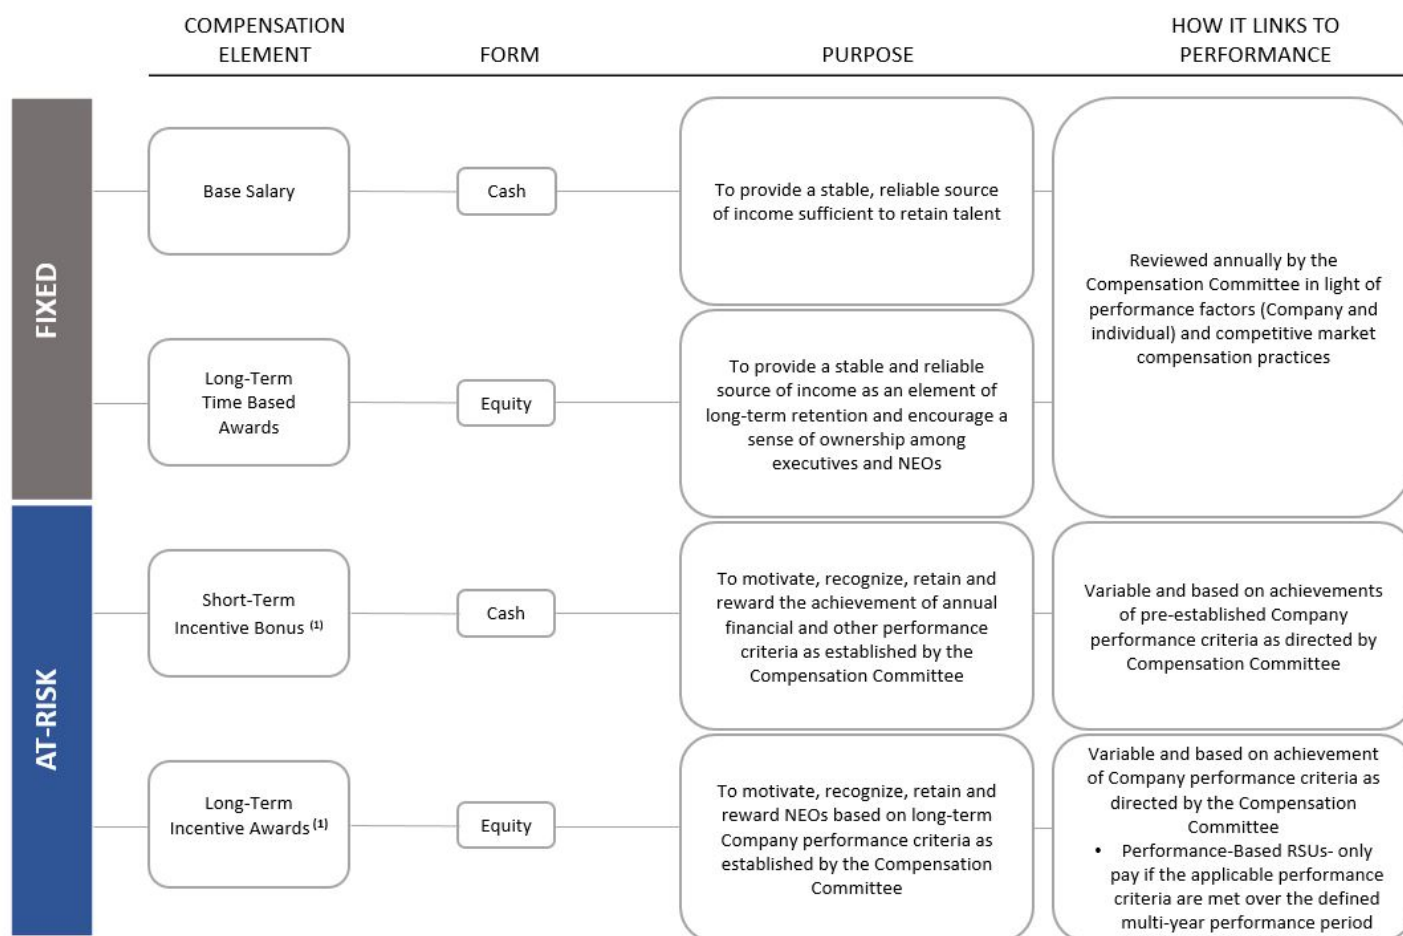 COMPENSATION
ELEMENT
FORM
PURPOSE
HOW IT LINKS TO
PERFORMANCE
FIXED
Base Salary
Cash
To provide a stable, reliable source
of income sufficient to retain talent
Reviewed annually by the
Compensation Committee in light of
performance factors (Company and
individual) and competitive market
compensation practices
Long-Term
Time Based
Awards
Equity
To provide a stable and reliable
source of income as an element of
long-term retention and encourage a
sense of ownership among
executives and NEOs
AT-RISK
Short-Term
Incentive Bonus (1)
Cash
To motivate, recognize, retain and
reward the achievement of annual
financial and other performance
criteria as established by the
Compensation Committee
Variable and based on achievements
of pre-established Company
performance criteria as directed by
Compensation Committee
Long-Term
Incentive Awards (1)
Equity
To motivate, recognize, retain and
reward NEOs based on long-term
Company performance criteria as
established by the Compensation
Committee
Variable and based on achievement
of Company performance criteria as
directed by the Compensation
Committee
• Performance-Based RSUs- only
pay if the applicable performance
criteria are met over the defined
multi-year performance period